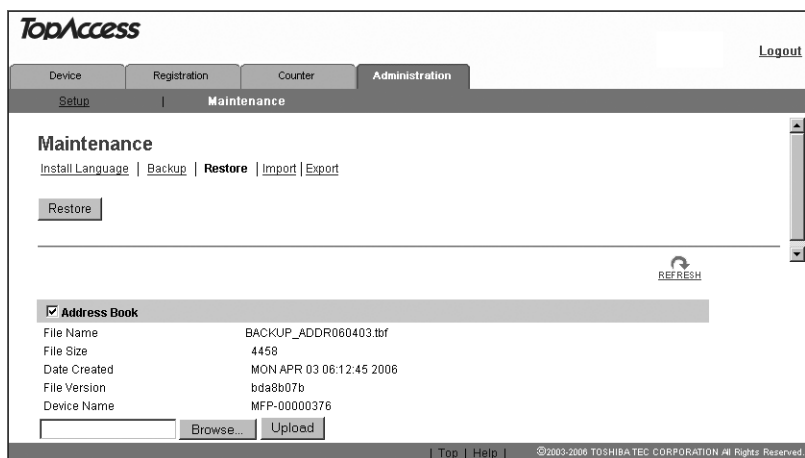 TopAccess
Logout
Device Registration Counter Administration
Setup | Maintenance
Maintenance
Install Language | Backup | Restore | Import | Export
Restore
REFRESH
Address Book
File Name BACKUP_ADDR060403.tbf
File Size 4458
Date Created MON APR 03 06:12:45 2006
File Version bda8b07b
Device Name MFP-00000376
Browse... Upload
| Top | Help | ©2003-2006 TOSHIBA TEC CORPORATION All Rights Reserved.